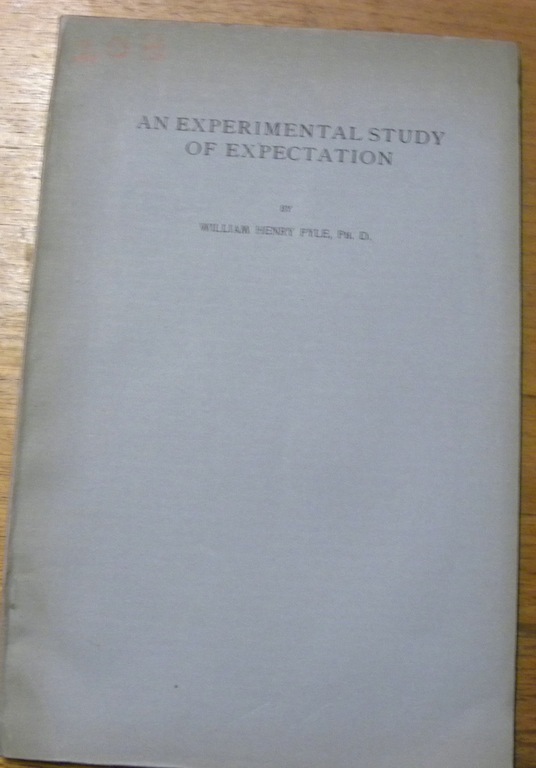 AN EXPERIMENTAL STUDY
OF EXPECTATION
BY
WILLIAM HENRY PYLE, PH. D.